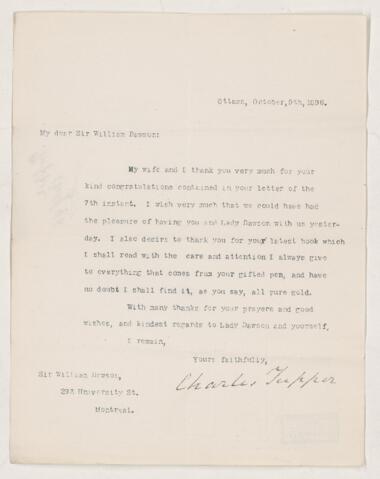 Ottawa, October, 9th, 1896.
My dear Sir William Dawson:
My wife and I thank you very much for your
kind congratulations contained in your letter of the
7th instant. I wish very much that we could have had
the pleasure of having you and Lady Dawson with us yester-
day. I also desire to thank you for your latest book which
I shall read with the care and attention I always give
to everything that comes from your gifted pen, and have
no doubt I shall find it, as you say, all pure gold.
With many thanks for your prayers and good
wishes, and kindest regards to Lady Dawson and yourself,
I remain,
Yours faithfully,
Charles Tupper
Sir William Dawson,
293 University St.
Montreal.